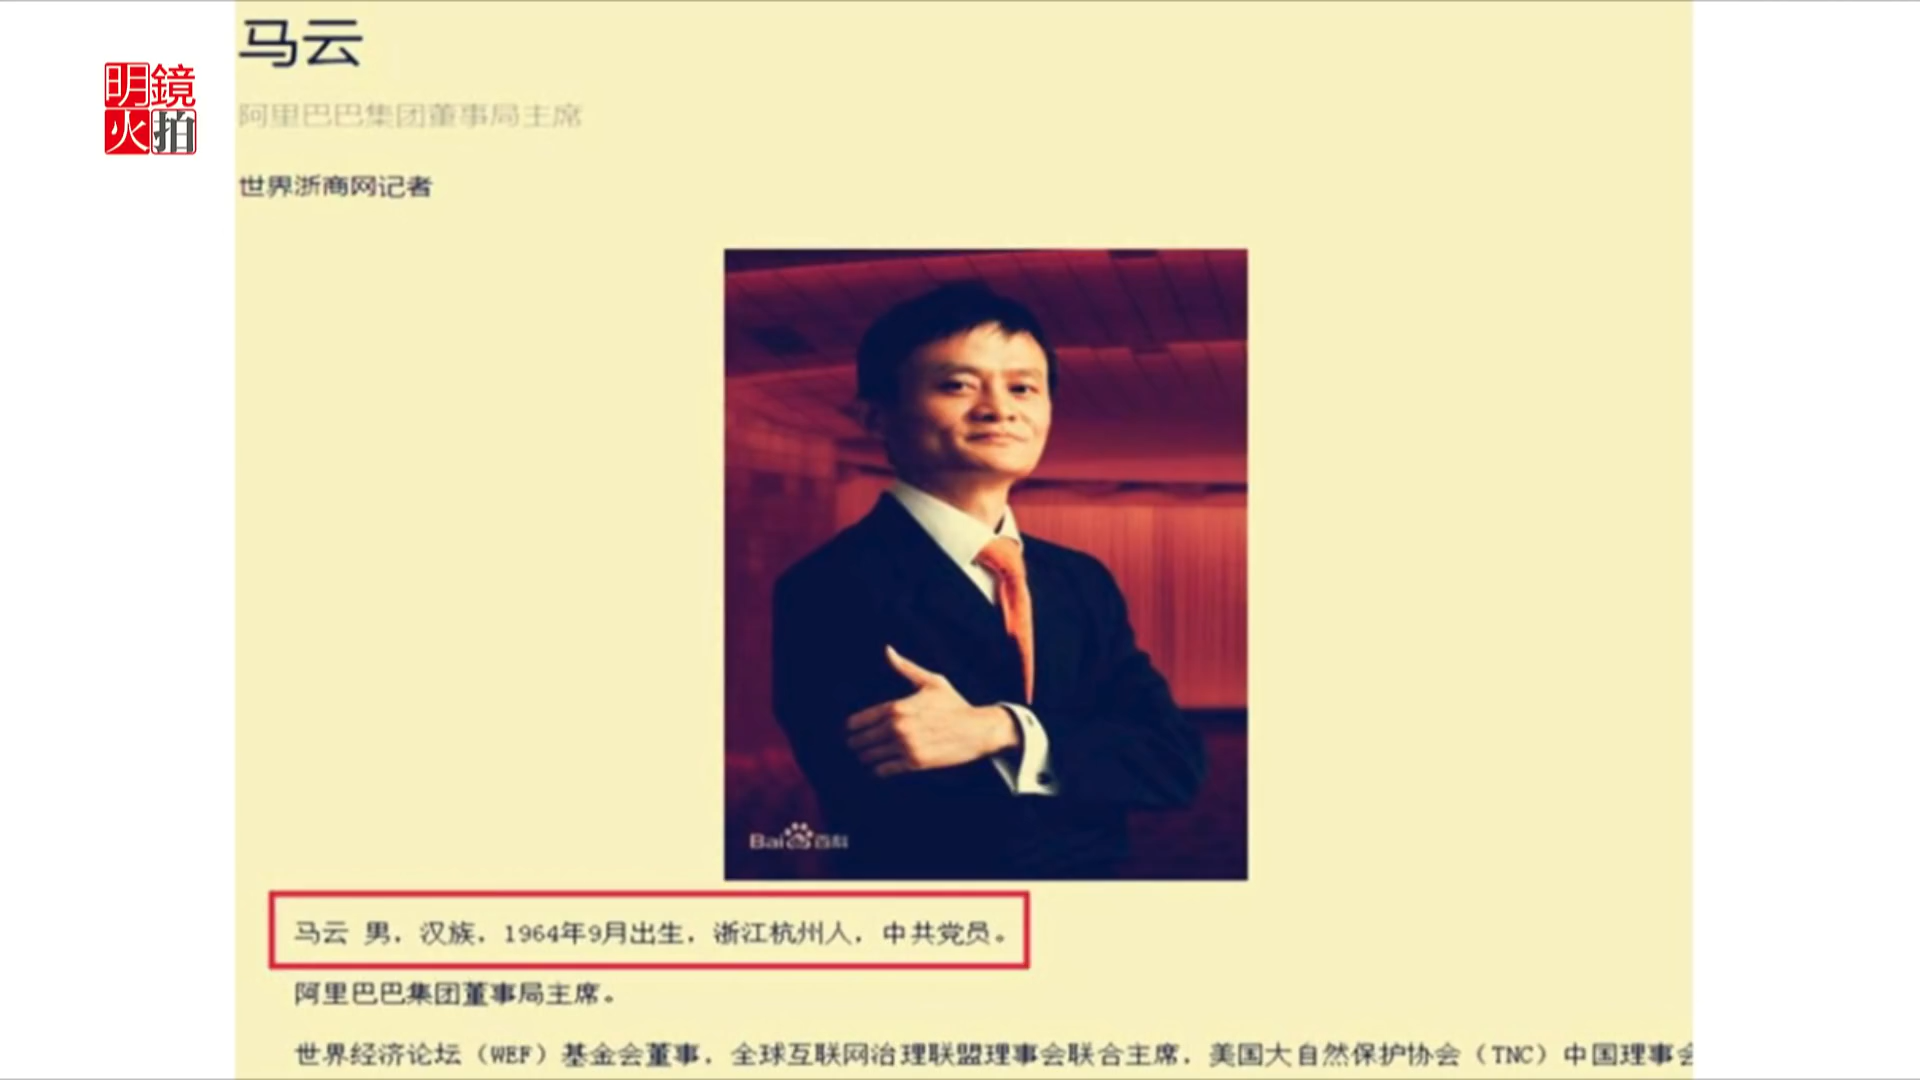 马云
明鏡
火拍
阿里巴巴集团董事局主席
世界浙商网记者
Bai百科
马云 男，汉族，1964年9月出生，浙江杭州人，中共党员。
阿里巴巴集团董事局主席。
世界经济论坛（WEF）基金会董事，全球互联网治理联盟理事会联合主席，美国大自然保护协会（TNC）中国理事会